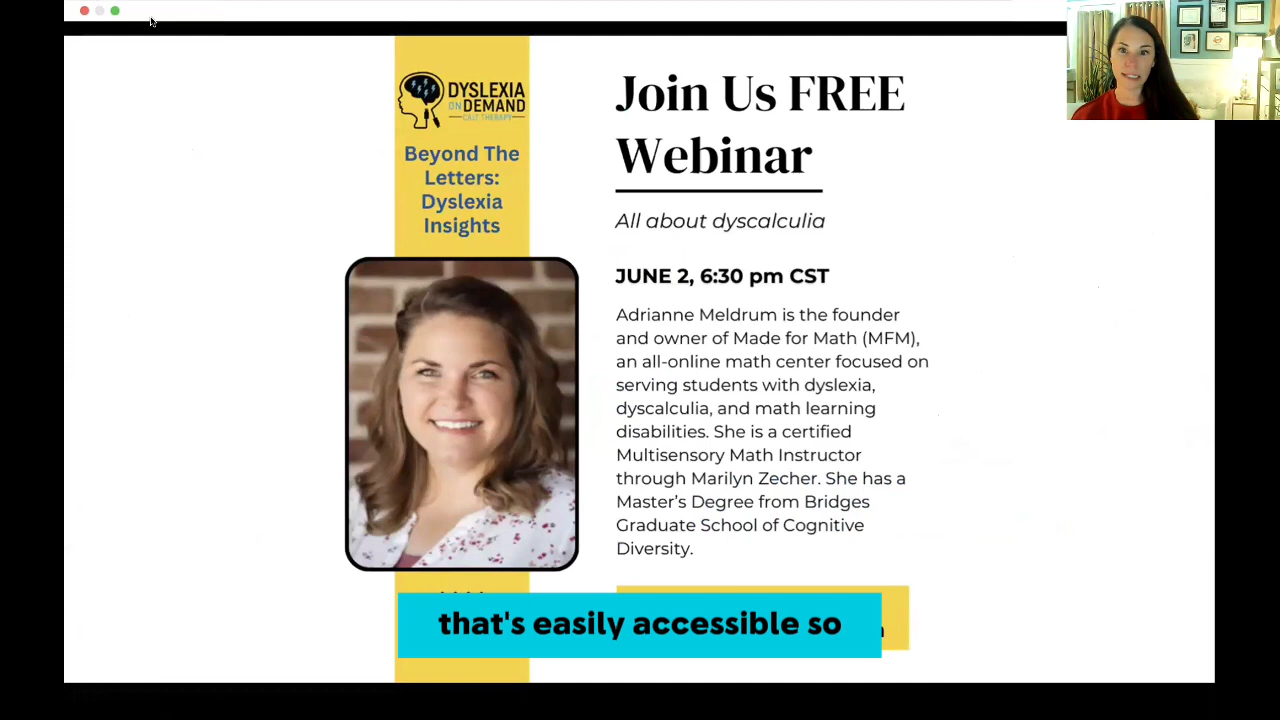 DYSLEXIA
ON DEMAND
CALT THERAPY
Beyond The
Letters:
Dyslexia
Insights
Join Us FREE
Webinar
All about dyscalculia
JUNE 2, 6:30 pm CST
Adrianne Meldrum is the founder
and owner of Made for Math (MFM),
an all-online math center focused on
serving students with dyslexia,
dyscalculia, and math learning
disabilities. She is a certified
Multisensory Math Instructor
through Marilyn Zecher. She has a
Master's Degree from Bridges
Graduate School of Cognitive
Diversity.
that's easily accessible so